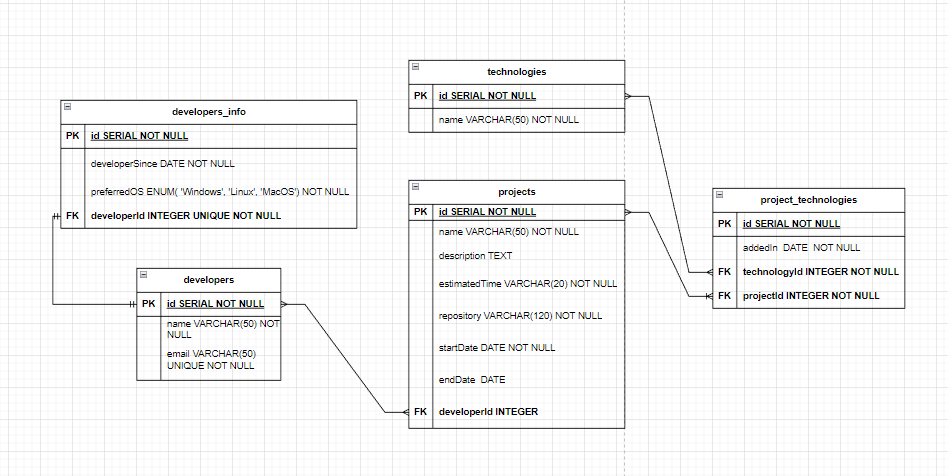 technologies
PK id SERIAL NOT NULL
name VARCHAR(50) NOT NULL
developers_info
PK id SERIAL NOT NULL
developerSince DATE NOT NULL
preferredOS ENUM( 'Windows', 'Linux', 'MacOS') NOT NULL
FK developerId INTEGER UNIQUE NOT NULL
projects
PK id SERIAL NOT NULL
name VARCHAR(50) NOT NULL
description TEXT
estimatedTime VARCHAR(20) NOT NULL
repository VARCHAR(120) NOT NULL
startDate DATE NOT NULL
endDate DATE
FK developerId INTEGER
project_technologies
PK id SERIAL NOT NULL
addedIn DATE NOT NULL
FK technologyId INTEGER NOT NULL
FK projectId INTEGER NOT NULL
developers
PK id SERIAL NOT NULL
name VARCHAR(50) NOT
NULL
email VARCHAR(50)
UNIQUE NOT NULL